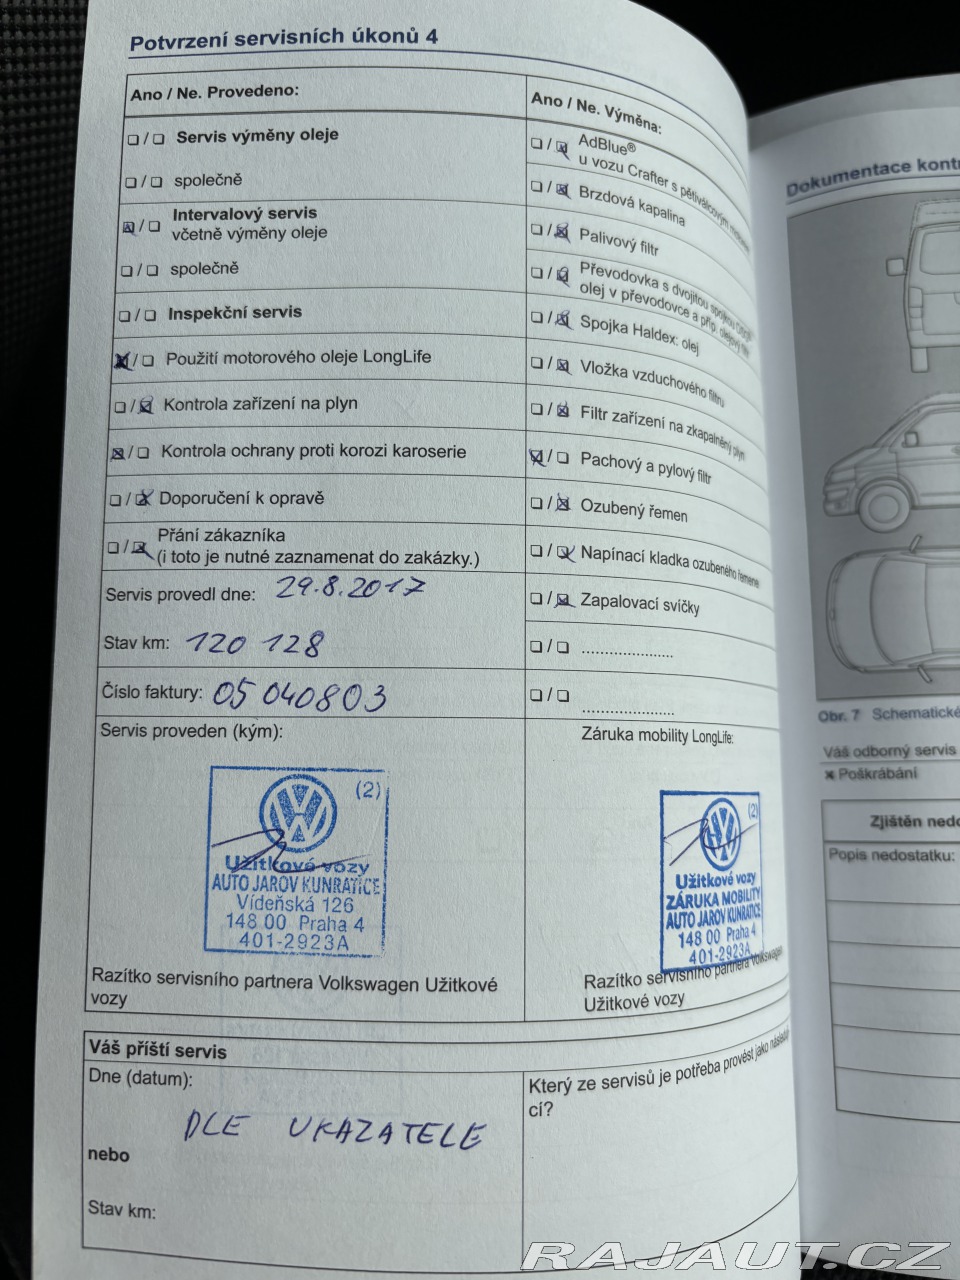 Potvrzení servisních úkonů 4
Ano / Ne. Provedeno:
❏ / ❏ Servis výměny oleje
❏ / ❏ společně
❏ / ❏ Intervalový servis
včetně výměny oleje
❏ / ❏ společně
❏ / ❏ Inspekční servis
❏ / ❏ Použití motorového oleje LongLife
❏ / ❏ Kontrola zařízení na plyn
❏ / ❏ Kontrola ochrany proti korozi karoserie
❏ / ❏ Doporučení k opravě
❏ / ❏ Přání zákazníka
(i toto je nutné zaznamenat do zakázky.)
Servis provedl dne: 29.8.2017
Stav km: 120 128
Číslo faktury: 05 040803
Servis proveden (kým):
(2)
Užitkové vozy
AUTO JAROV KUNRATICE
Vídeňská 126
148 00 Praha 4
401-2923A
Razítko servisního partnera Volkswagen Užitkové
vozy
Ano / Ne. Výměna:
❏ / ❏ AdBlue®
u vozu Crafter s pětiválcovým motorem
❏ / ❏ Brzdová kapalina
❏ / ❏ Palivový filtr
❏ / ❏ Převodovka s dvojitou spojkou
olej v převodovce a příp. olejový filtr
❏ / ❏ Spojka Haldex: olej
❏ / ❏ Vložka vzduchového filtru
❏ / ❏ Filtr zařízení na zkapalněný plyn
❏ / ❏ Pachový a pylový filtr
❏ / ❏ Ozubený řemen
❏ / ❏ Napínací kladka ozubeného řemene
❏ / ❏ Zapalovací svíčky
❏ / ❏ .....................
❏ / ❏ .....................
Záruka mobility LongLife:
(2)
Užitkové vozy
ZÁRUKA MOBILITY
AUTO JAROV KUNRATICE
148 00 Praha 4
401-2923A
Razítko servisního partnera Volkswagen
Užitkové vozy
Váš příští servis
Dne (datum):
DLE UKAZATELE
nebo
Stav km:
Který ze servisů je potřeba provést jako následují-
cí?
Dokumentace kont
Obr. 7 Schematické
Váš odborný servis
✖ Poškrábání
Zjištěn nedo
Popis nedostatku:
RAJAUT.CZ